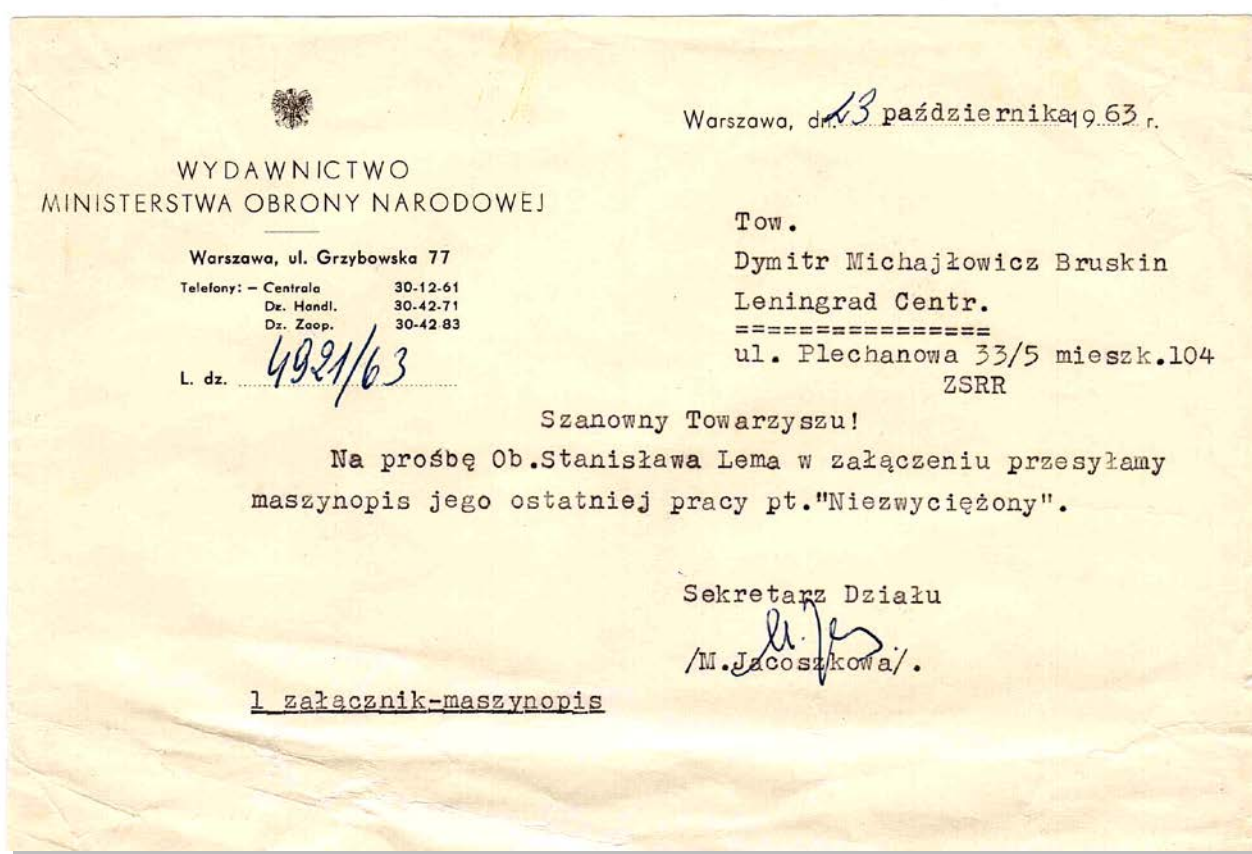 WYDAWNICTWO
MINISTERSTWA OBRONY NARODOWEJ
Warszawa, ul. Grzybowska 77
Telefony: – Centrala 30-12-61
Dz. Handl. 30-42-71
Dz. Zaop. 30-42-83
L. dz. 4921/63
Warszawa, dn. 23 października 1963 r.
Tow.
Dymitr Michajłowicz Bruskin
Leningrad Centr.
================
ul. Plechanowa 33/5 mieszk.104
ZSRR
Szanowny Towarzyszu!
Na prośbę Ob.Stanisława Lema w załączeniu przesyłamy
maszynopis jego ostatniej pracy pt."Niezwyciężony".
Sekretarz Działu
/M.Jacoszkowa/.
1 załącznik-maszynopis